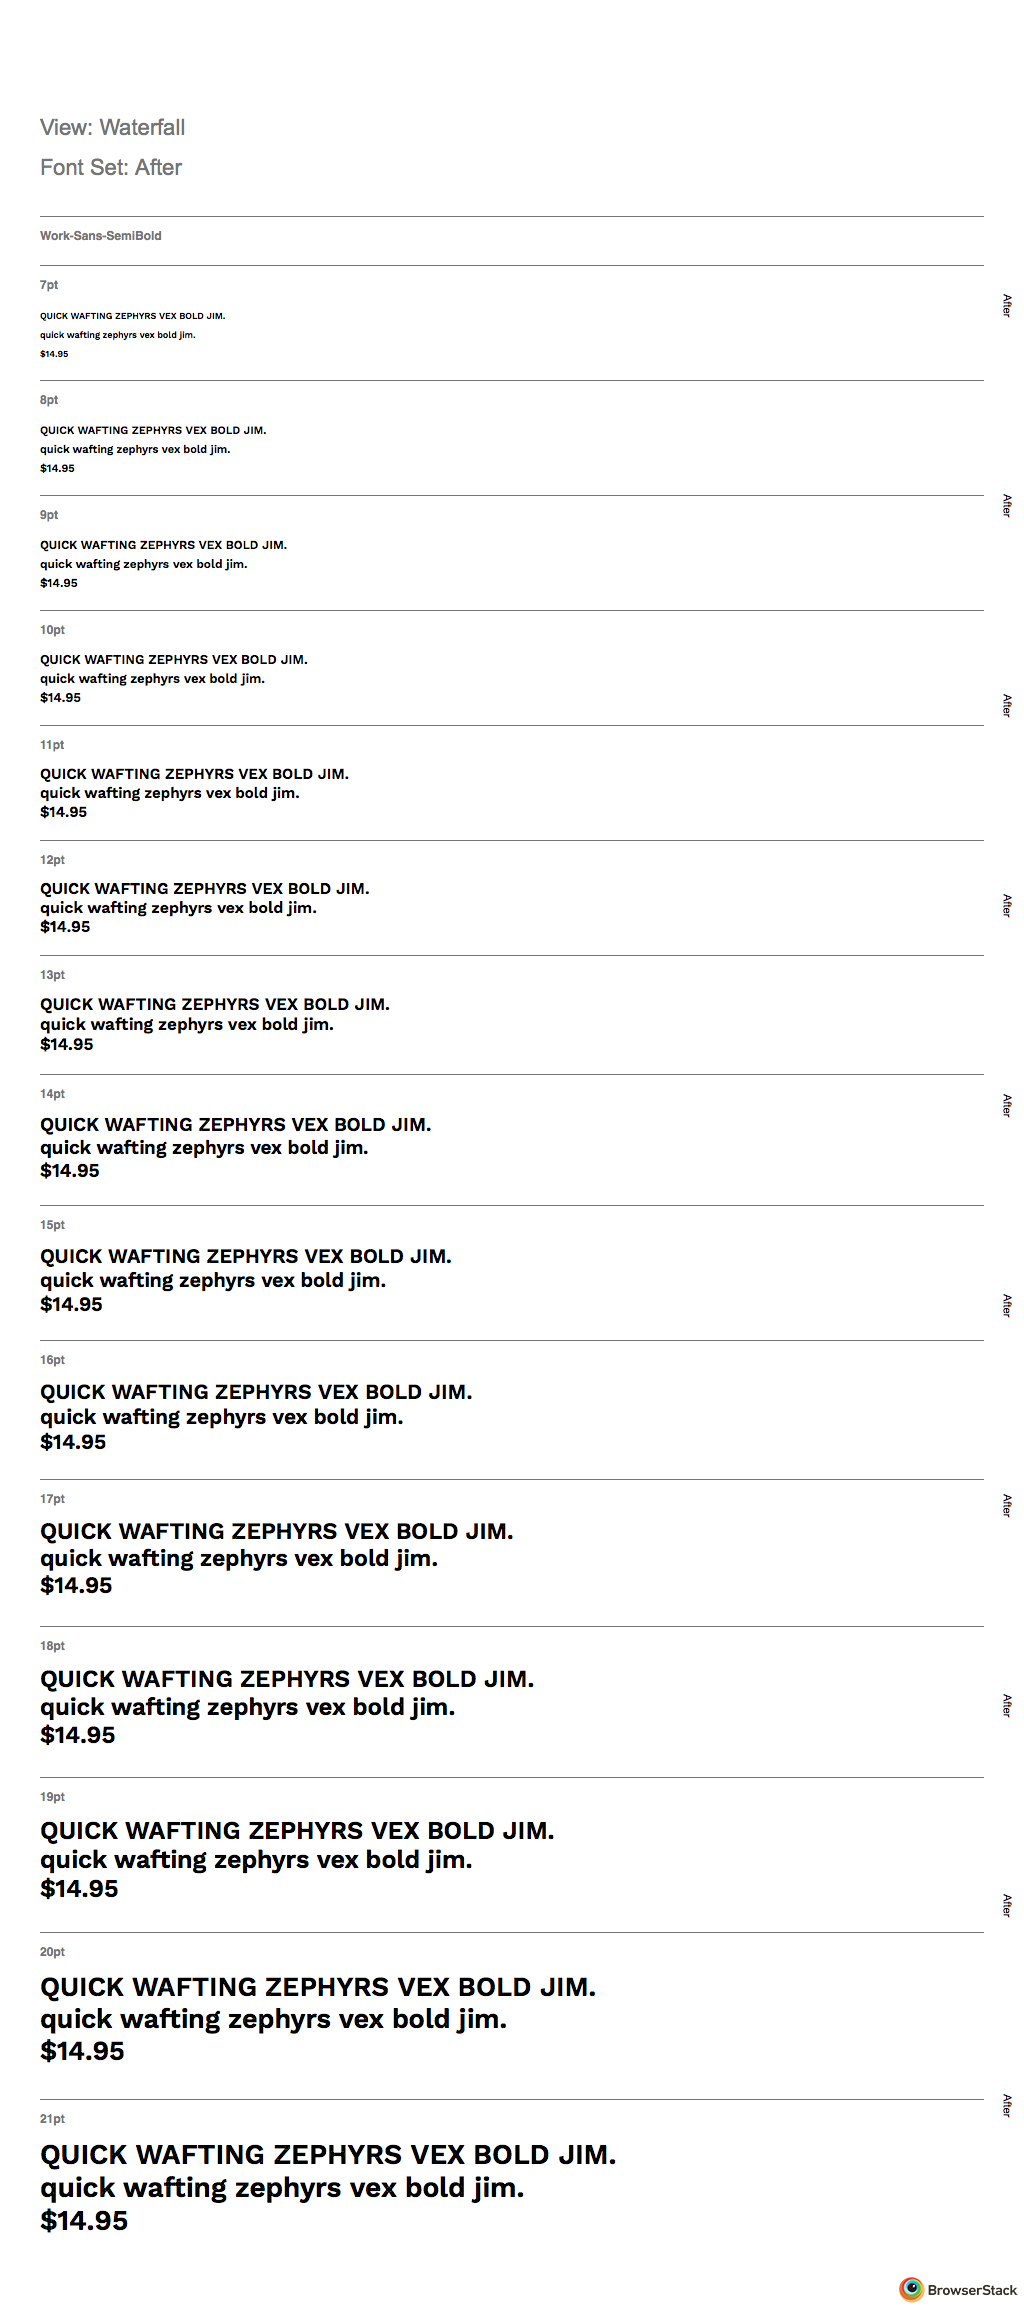 View: Waterfall
Font Set: After
Work-Sans-SemiBold
7pt
QUICK WAFTING ZEPHYRS VEX BOLD JIM.
quick wafting zephyrs vex bold jim.
$14.95
After
8pt
QUICK WAFTING ZEPHYRS VEX BOLD JIM.
quick wafting zephyrs vex bold jim.
$14.95
After
9pt
QUICK WAFTING ZEPHYRS VEX BOLD JIM.
quick wafting zephyrs vex bold jim.
$14.95
10pt
QUICK WAFTING ZEPHYRS VEX BOLD JIM.
quick wafting zephyrs vex bold jim.
$14.95
After
11pt
QUICK WAFTING ZEPHYRS VEX BOLD JIM.
quick wafting zephyrs vex bold jim.
$14.95
12pt
QUICK WAFTING ZEPHYRS VEX BOLD JIM.
quick wafting zephyrs vex bold jim.
$14.95
After
13pt
QUICK WAFTING ZEPHYRS VEX BOLD JIM.
quick wafting zephyrs vex bold jim.
$14.95
14pt
QUICK WAFTING ZEPHYRS VEX BOLD JIM.
quick wafting zephyrs vex bold jim.
$14.95
After
15pt
QUICK WAFTING ZEPHYRS VEX BOLD JIM.
quick wafting zephyrs vex bold jim.
$14.95
After
16pt
QUICK WAFTING ZEPHYRS VEX BOLD JIM.
quick wafting zephyrs vex bold jim.
$14.95
17pt
QUICK WAFTING ZEPHYRS VEX BOLD JIM.
quick wafting zephyrs vex bold jim.
$14.95
After
18pt
QUICK WAFTING ZEPHYRS VEX BOLD JIM.
quick wafting zephyrs vex bold jim.
$14.95
After
19pt
QUICK WAFTING ZEPHYRS VEX BOLD JIM.
quick wafting zephyrs vex bold jim.
$14.95
After
20pt
QUICK WAFTING ZEPHYRS VEX BOLD JIM.
quick wafting zephyrs vex bold jim.
$14.95
After
21pt
QUICK WAFTING ZEPHYRS VEX BOLD JIM.
quick wafting zephyrs vex bold jim.
$14.95
BrowserStack